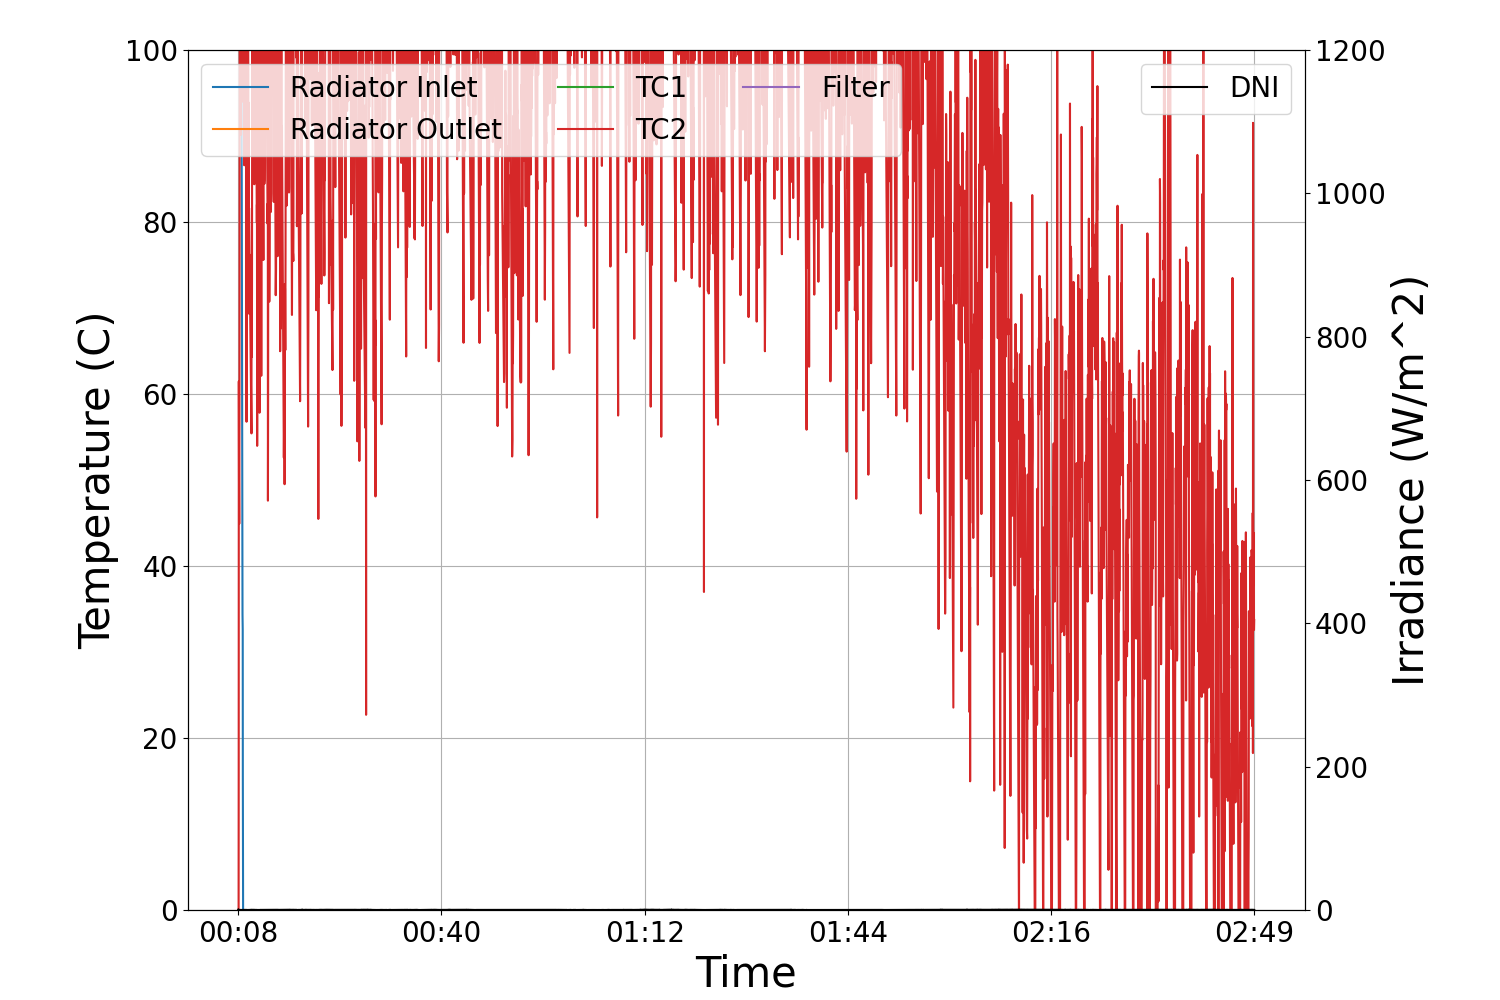 100
80
60
40
20
0
Temperature (C)
Radiator Inlet
Radiator Outlet
TC1
TC2
Filter
DNI
1200
1000
800
600
400
200
0
Irradiance (W/m^2)
00:08
00:40
01:12
01:44
02:16
02:49
Time